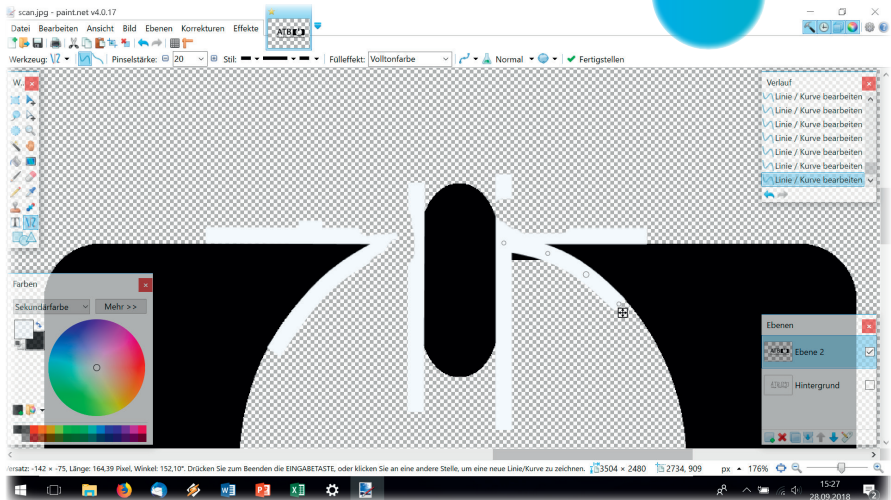 scan.jpg - paint.net v4.0.17
Datei Bearbeiten Ansicht Bild Ebenen Korrekturen Effekte
ATB
Werkzeug: Pinselstärke: 20 Stil: Fülleffekt: Volltonfarbe Normal Fertigstellen
W...
Verlauf
Linie / Kurve bearbeiten
Linie / Kurve bearbeiten
Linie / Kurve bearbeiten
Linie / Kurve bearbeiten
Linie / Kurve bearbeiten
Linie / Kurve bearbeiten
Linie / Kurve bearbeiten
Farben
Sekundärfarbe Mehr >>
Ebenen
Ebene 2
Hintergrund
ersatz: -142 × -75, Länge: 164,39 Pixel, Winkel: 152,10°. Drücken Sie zum Beenden die EINGABETASTE, oder klicken Sie an eine andere Stelle, um eine neue Linie/Kurve zu zeichnen. 3504 × 2480 2734, 909 px 176%
15:27
28.09.2018